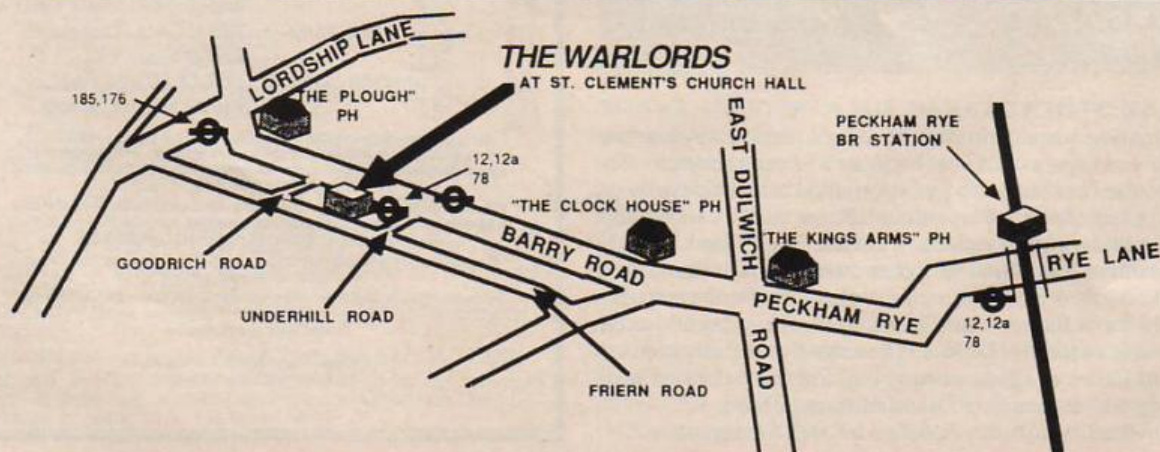 LORDSHIP LANE
THE WARLORDS
AT ST. CLEMENT'S CHURCH HALL
185,176
"THE PLOUGH"
PH
EAST DULWICH
ROAD
PECKHAM RYE
BR STATION
12,12a
78
"THE CLOCK HOUSE" PH
"THE KINGS ARMS" PH
BARRY ROAD
RYE LANE
GOODRICH ROAD
PECKHAM RYE
UNDERHILL ROAD
12,12a
78
FRIERN ROAD